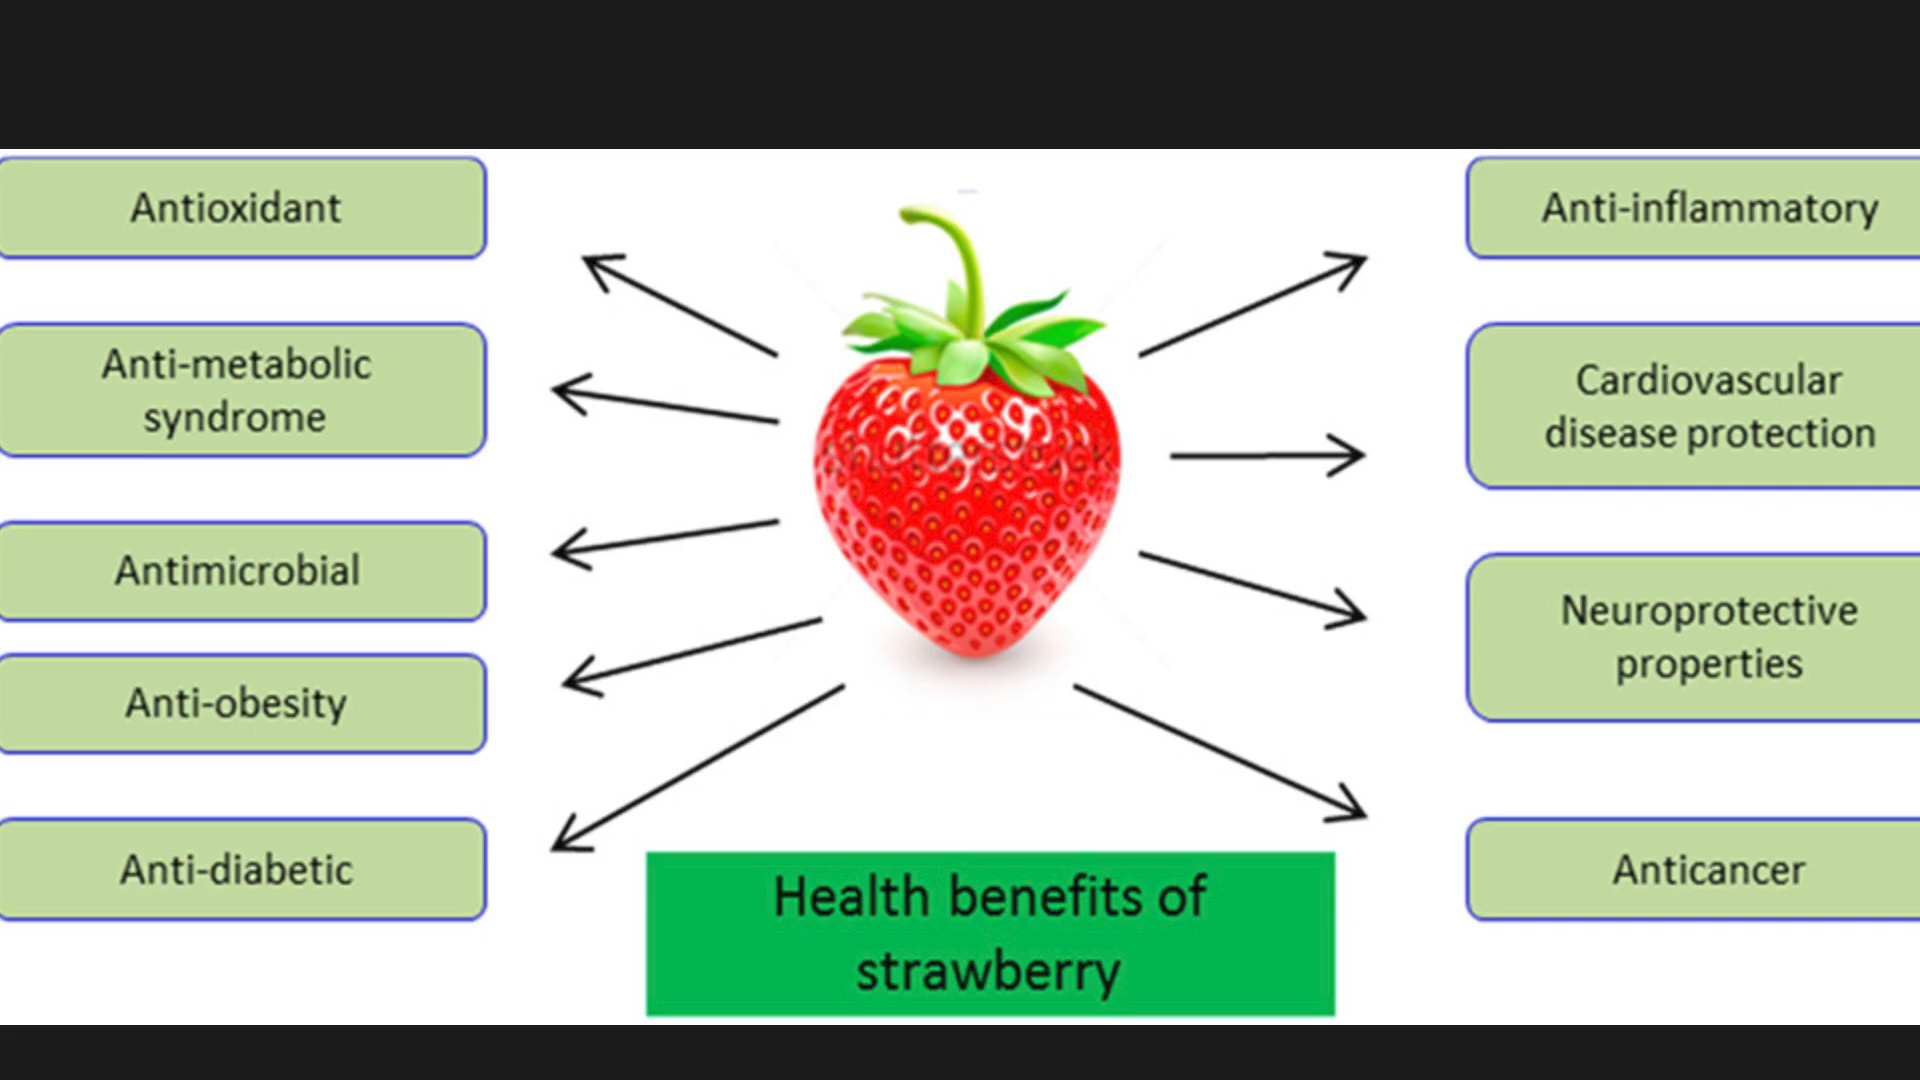 Antioxidant
Anti-metabolic
syndrome
Antimicrobial
Anti-obesity
Anti-diabetic
Anti-inflammatory
Cardiovascular
disease protection
Neuroprotective
properties
Anticancer
Health benefits of
strawberry